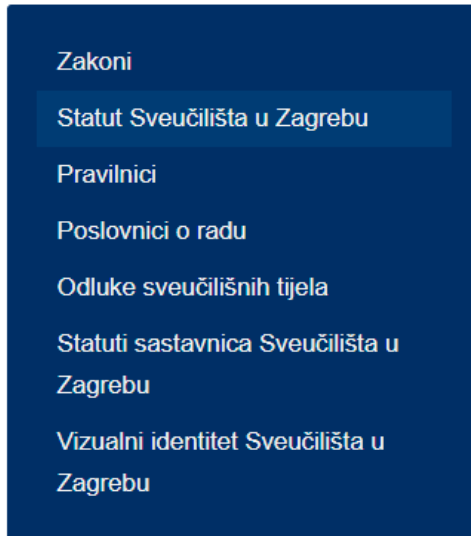 Zakoni
Statut Sveučilišta u Zagrebu
Pravilnici
Poslovnici o radu
Odluke sveučilišnih tijela
Statuti sastavnica Sveučilišta u
Zagrebu
Vizualni identitet Sveučilišta u
Zagrebu